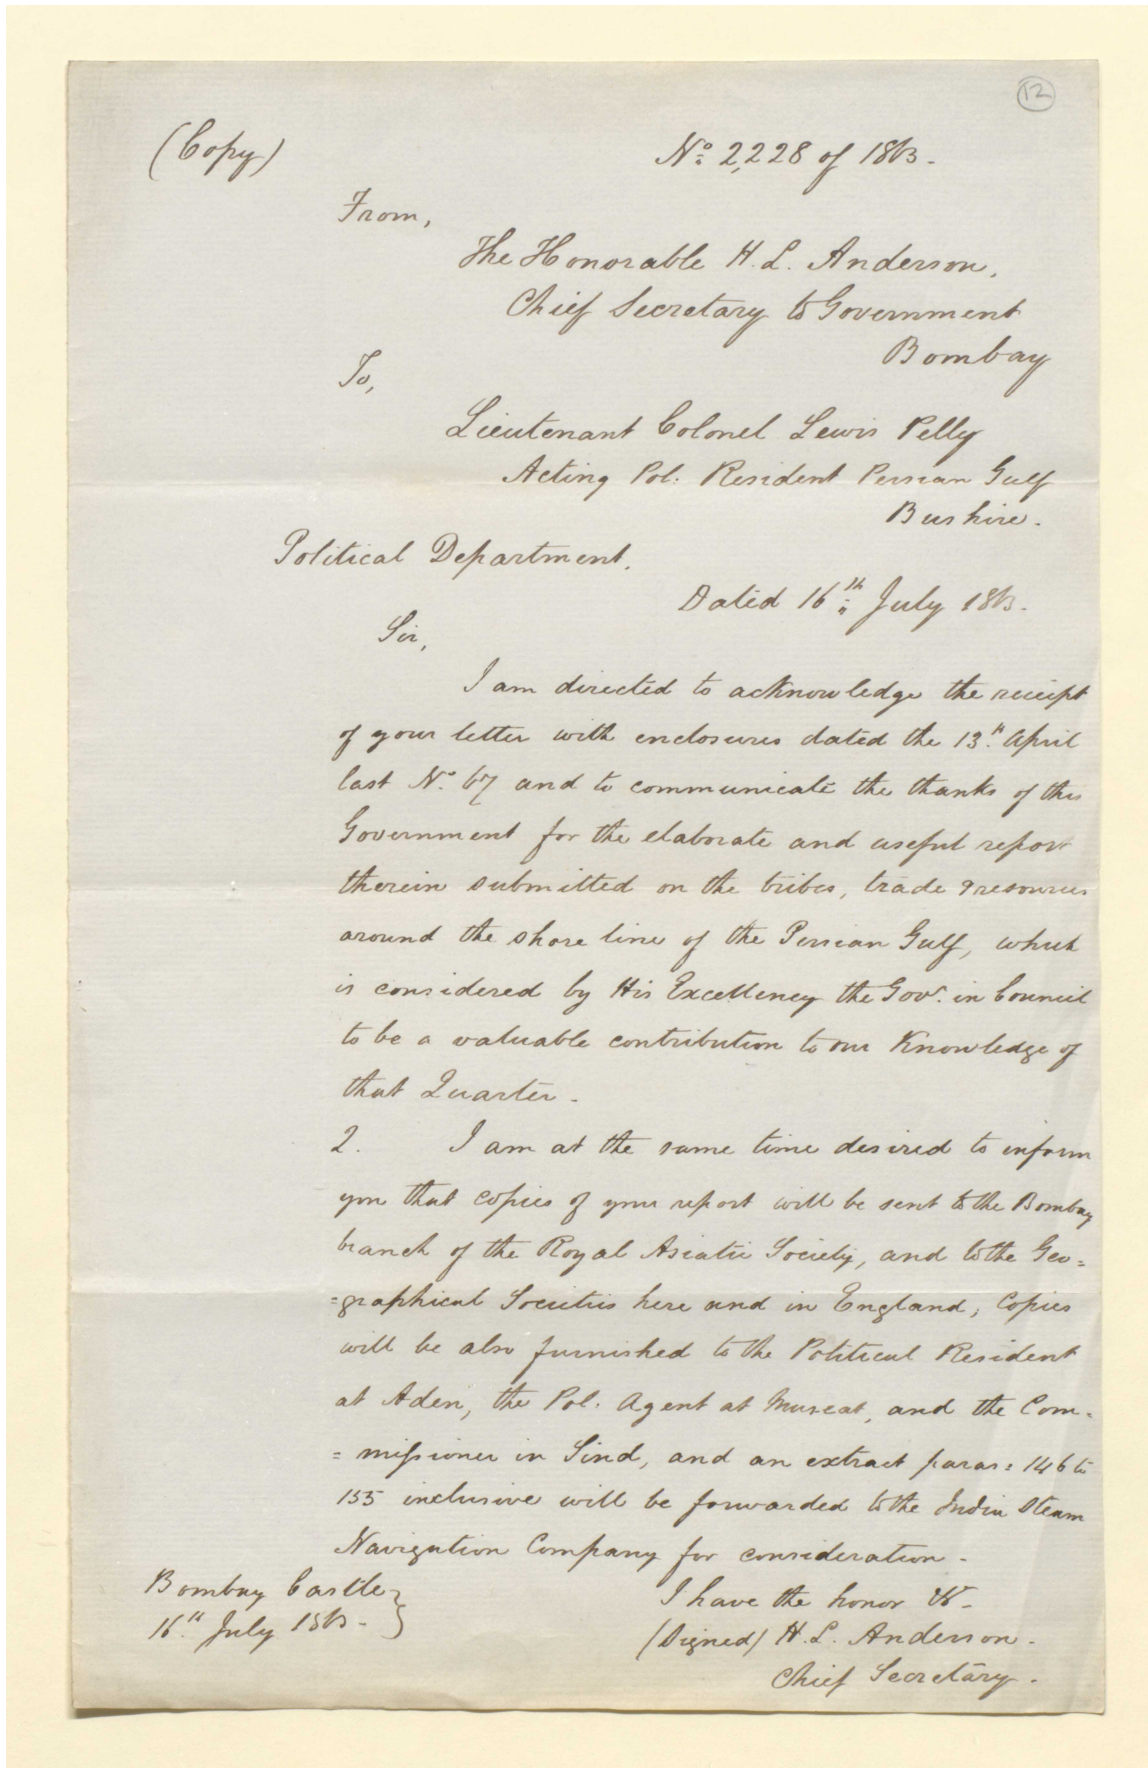 12
(Copy)
No. 2,228 of 1863.
From,
The Honorable H. L. Anderson,
Chief Secretary to Government
Bombay
To,
Lieutenant Colonel Lewis Pelly
Acting Pol. Resident Persian Gulf
Bushire.
Political Department.
Dated 16th July 1863.
Sir,
I am directed to acknowledge the receipt
of your letter with enclosures dated the 13th April
last No. 67 and to communicate the thanks of this
Government for the elaborate and useful report
therein submitted on the tribes, trade & resources
around the shore line of the Persian Gulf, which
is considered by His Excellency the Govr. in Council
to be a valuable contribution to our Knowledge of
that Quarter.
2. I am at the same time desired to inform
you that copies of your report will be sent to the Bombay
branch of the Royal Asiatic Society, and to the Geo=
=graphical Societies here and in England, Copies
will be also furnished to the Political Resident
at Aden, the Pol. Agent at Muscat, and the Com=
=missioner in Sind, and an extract paras: 146 to
155 inclusive will be forwarded to the India Steam
Navigation Company for consideration.
Bombay Castle }
16th July 1863.
I have the honor &c.
(Signed) H. L. Anderson.
Chief Secretary.